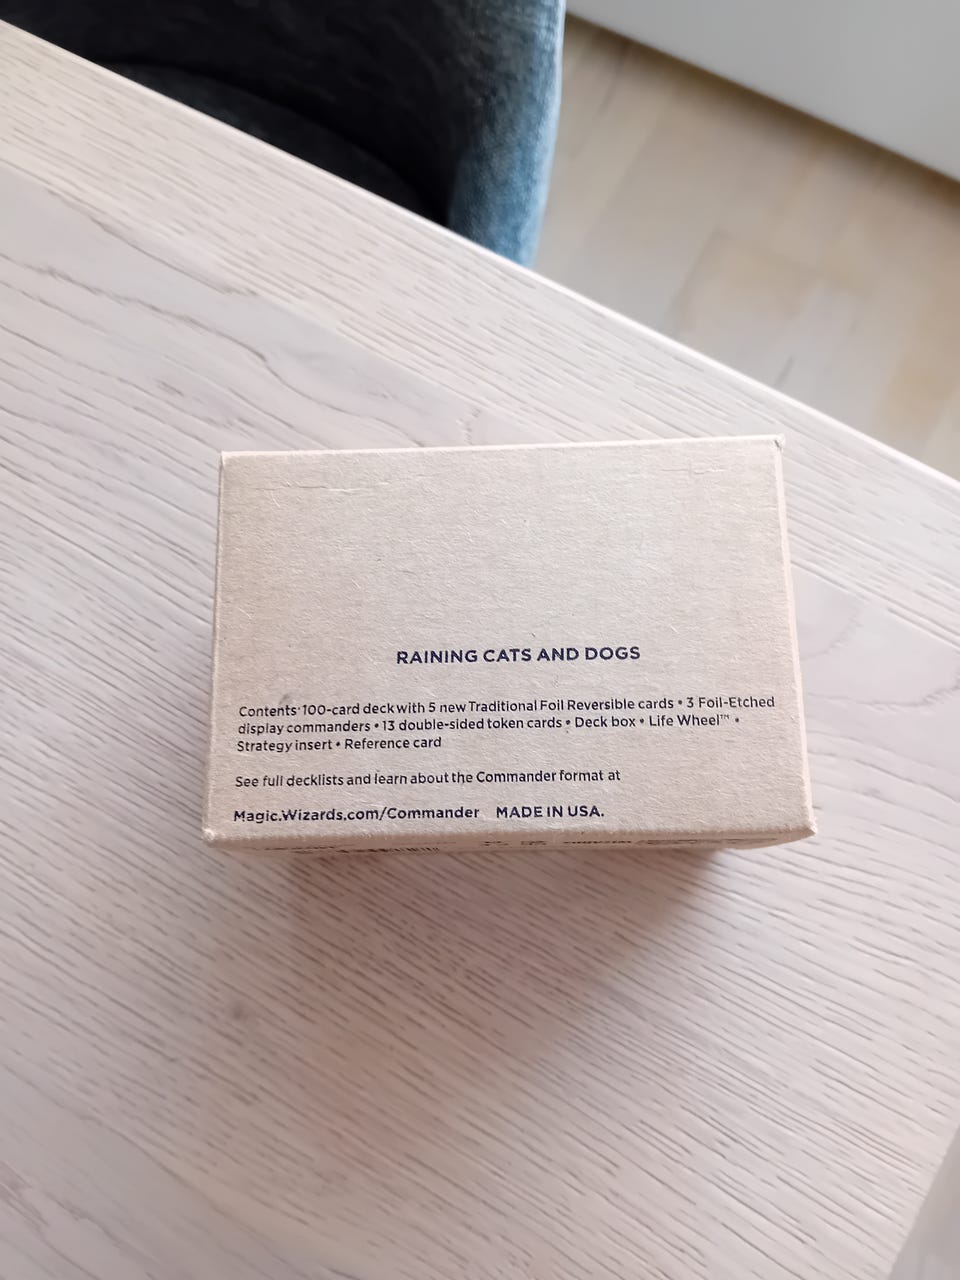 RAINING CATS AND DOGS
Contents• 100-card deck with 5 new Traditional Foil Reversible cards • 3 Foil-Etched
display commanders • 13 double-sided token cards • Deck box • Life Wheel™ •
Strategy insert • Reference card
See full decklists and learn about the Commander format at
Magic.Wizards.com/Commander MADE IN USA.